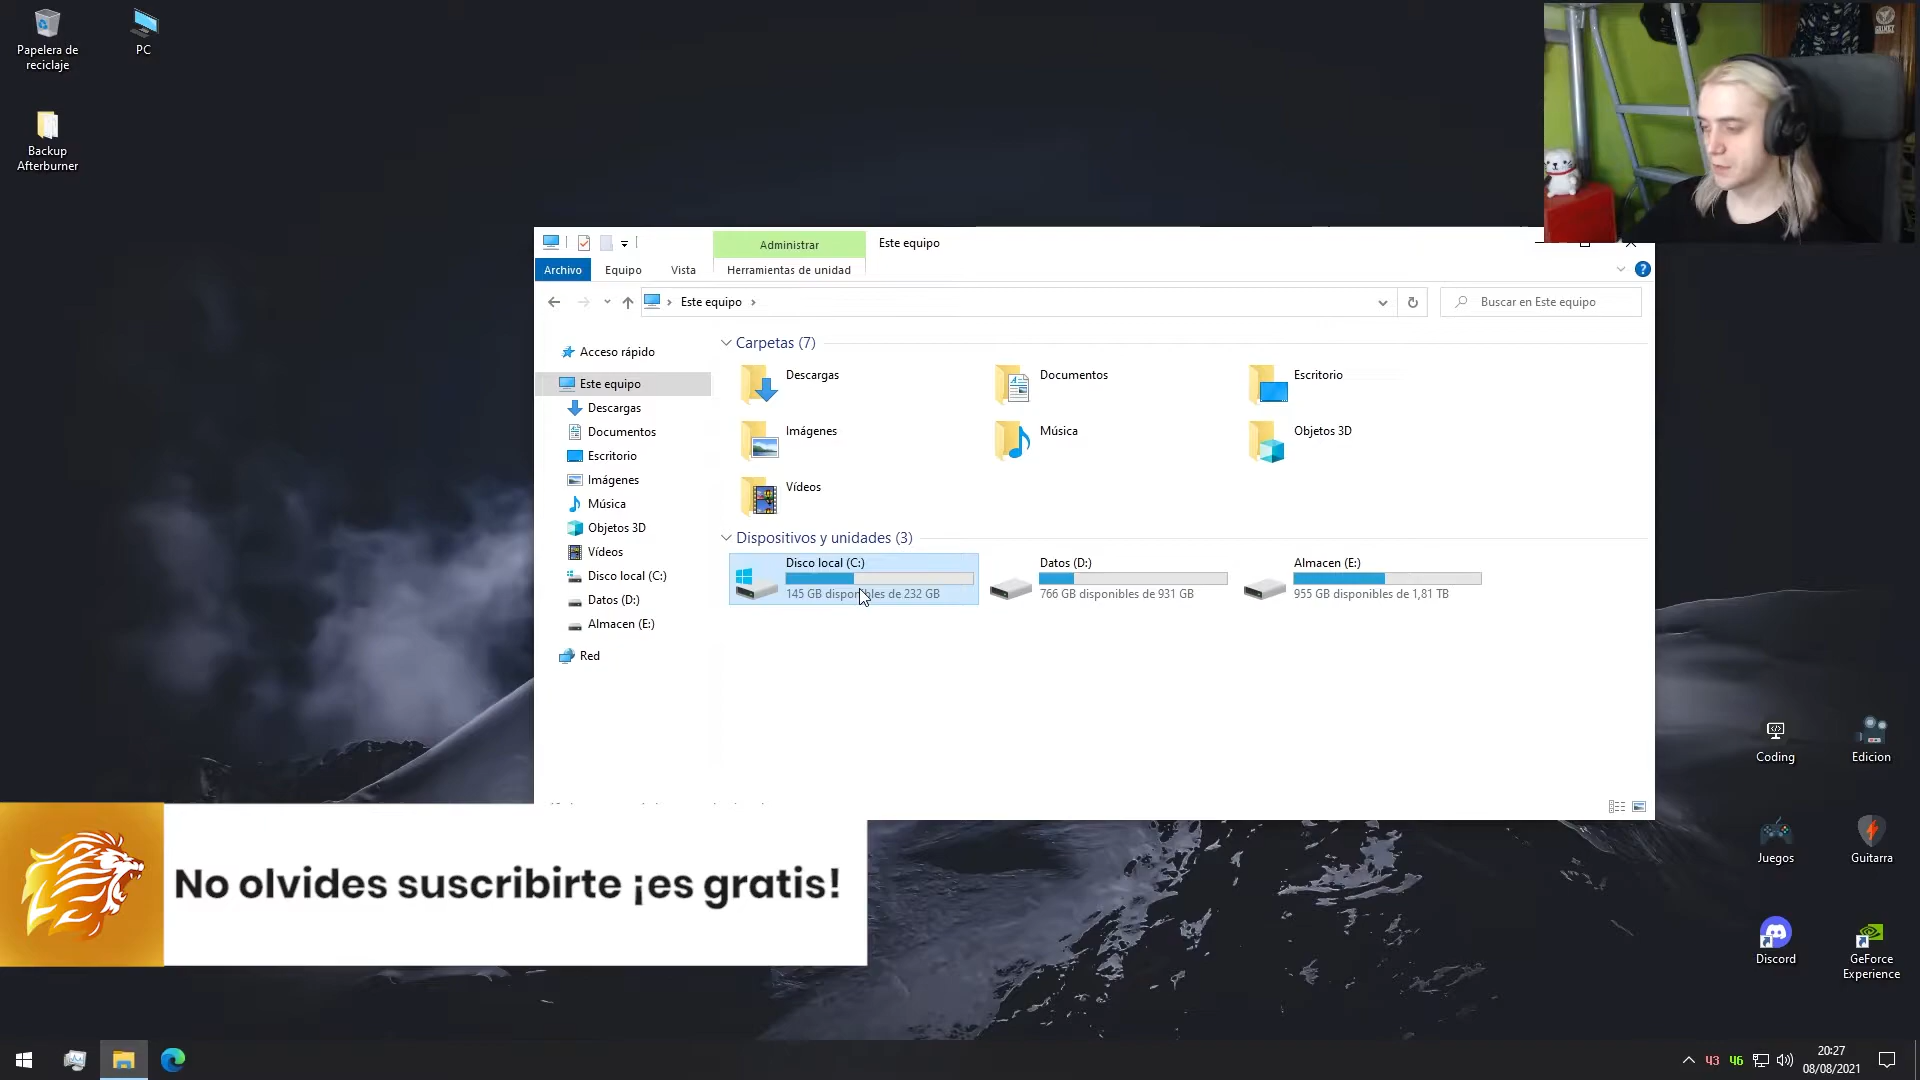 Papelera de
reciclaje
PC
Backup
Afterburner
Administrar
Este equipo
Archivo
Equipo
Vista
Herramientas de unidad
Este equipo
Buscar en Este equipo
Acceso rápido
Este equipo
Descargas
Documentos
Escritorio
Imágenes
Música
Objetos 3D
Vídeos
Disco local (C:)
Datos (D:)
Almacen (E:)
Red
Carpetas (7)
Descargas
Documentos
Escritorio
Imágenes
Música
Objetos 3D
Vídeos
Dispositivos y unidades (3)
Disco local (C:)
145 GB disponibles de 232 GB
Datos (D:)
766 GB disponibles de 931 GB
Almacen (E:)
955 GB disponibles de 1,81 TB
No olvides suscribirte ¡es gratis!
Coding
Edicion
Juegos
Guitarra
Discord
GeForce
Experience
43
46
20:27
08/08/2021